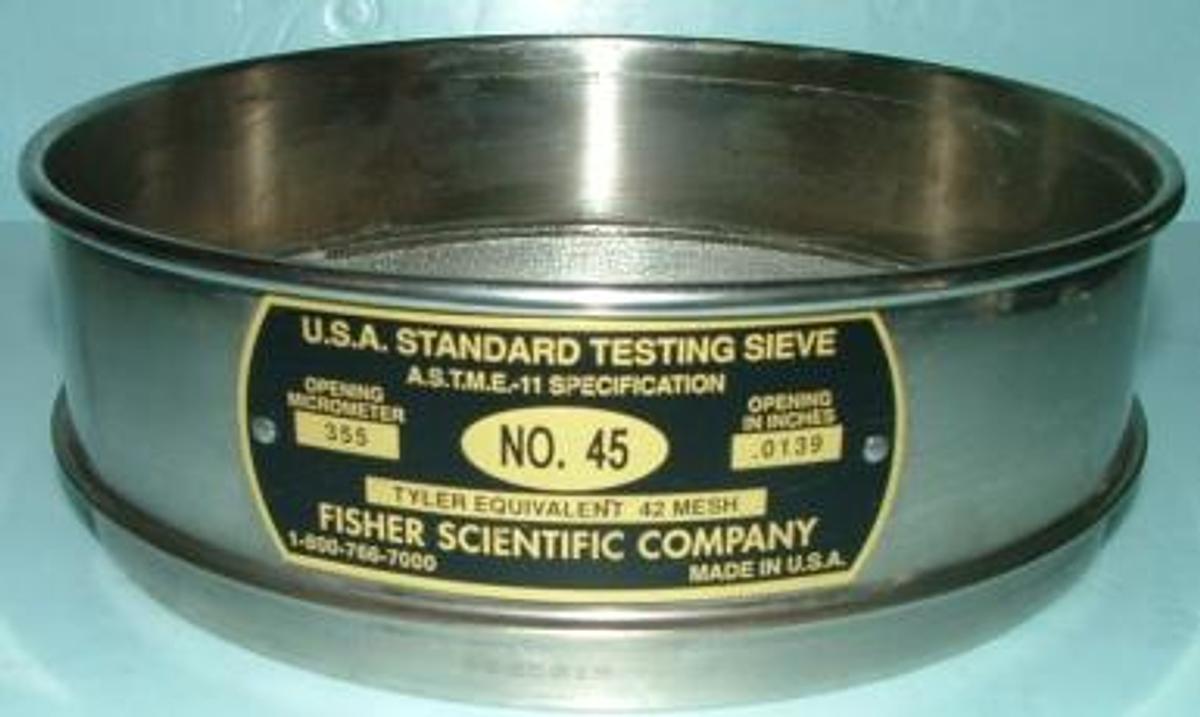 U.S.A. STANDARD TESTING SIEVE
A.S.T.M.E.-11 SPECIFICATION
OPENING
MICROMETER
355
NO. 45
OPENING
IN INCHES
.0139
TYLER EQUIVALENT 42 MESH
FISHER SCIENTIFIC COMPANY
1-800-766-7000
MADE IN U.S.A.